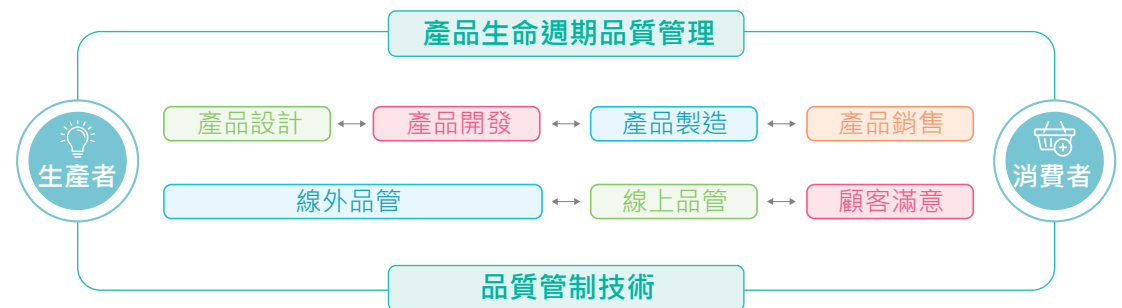 產品生命週期品質管理
生產者
產品設計
產品開發
產品製造
產品銷售
消費者
線外品管
線上品管
顧客滿意
品質管制技術